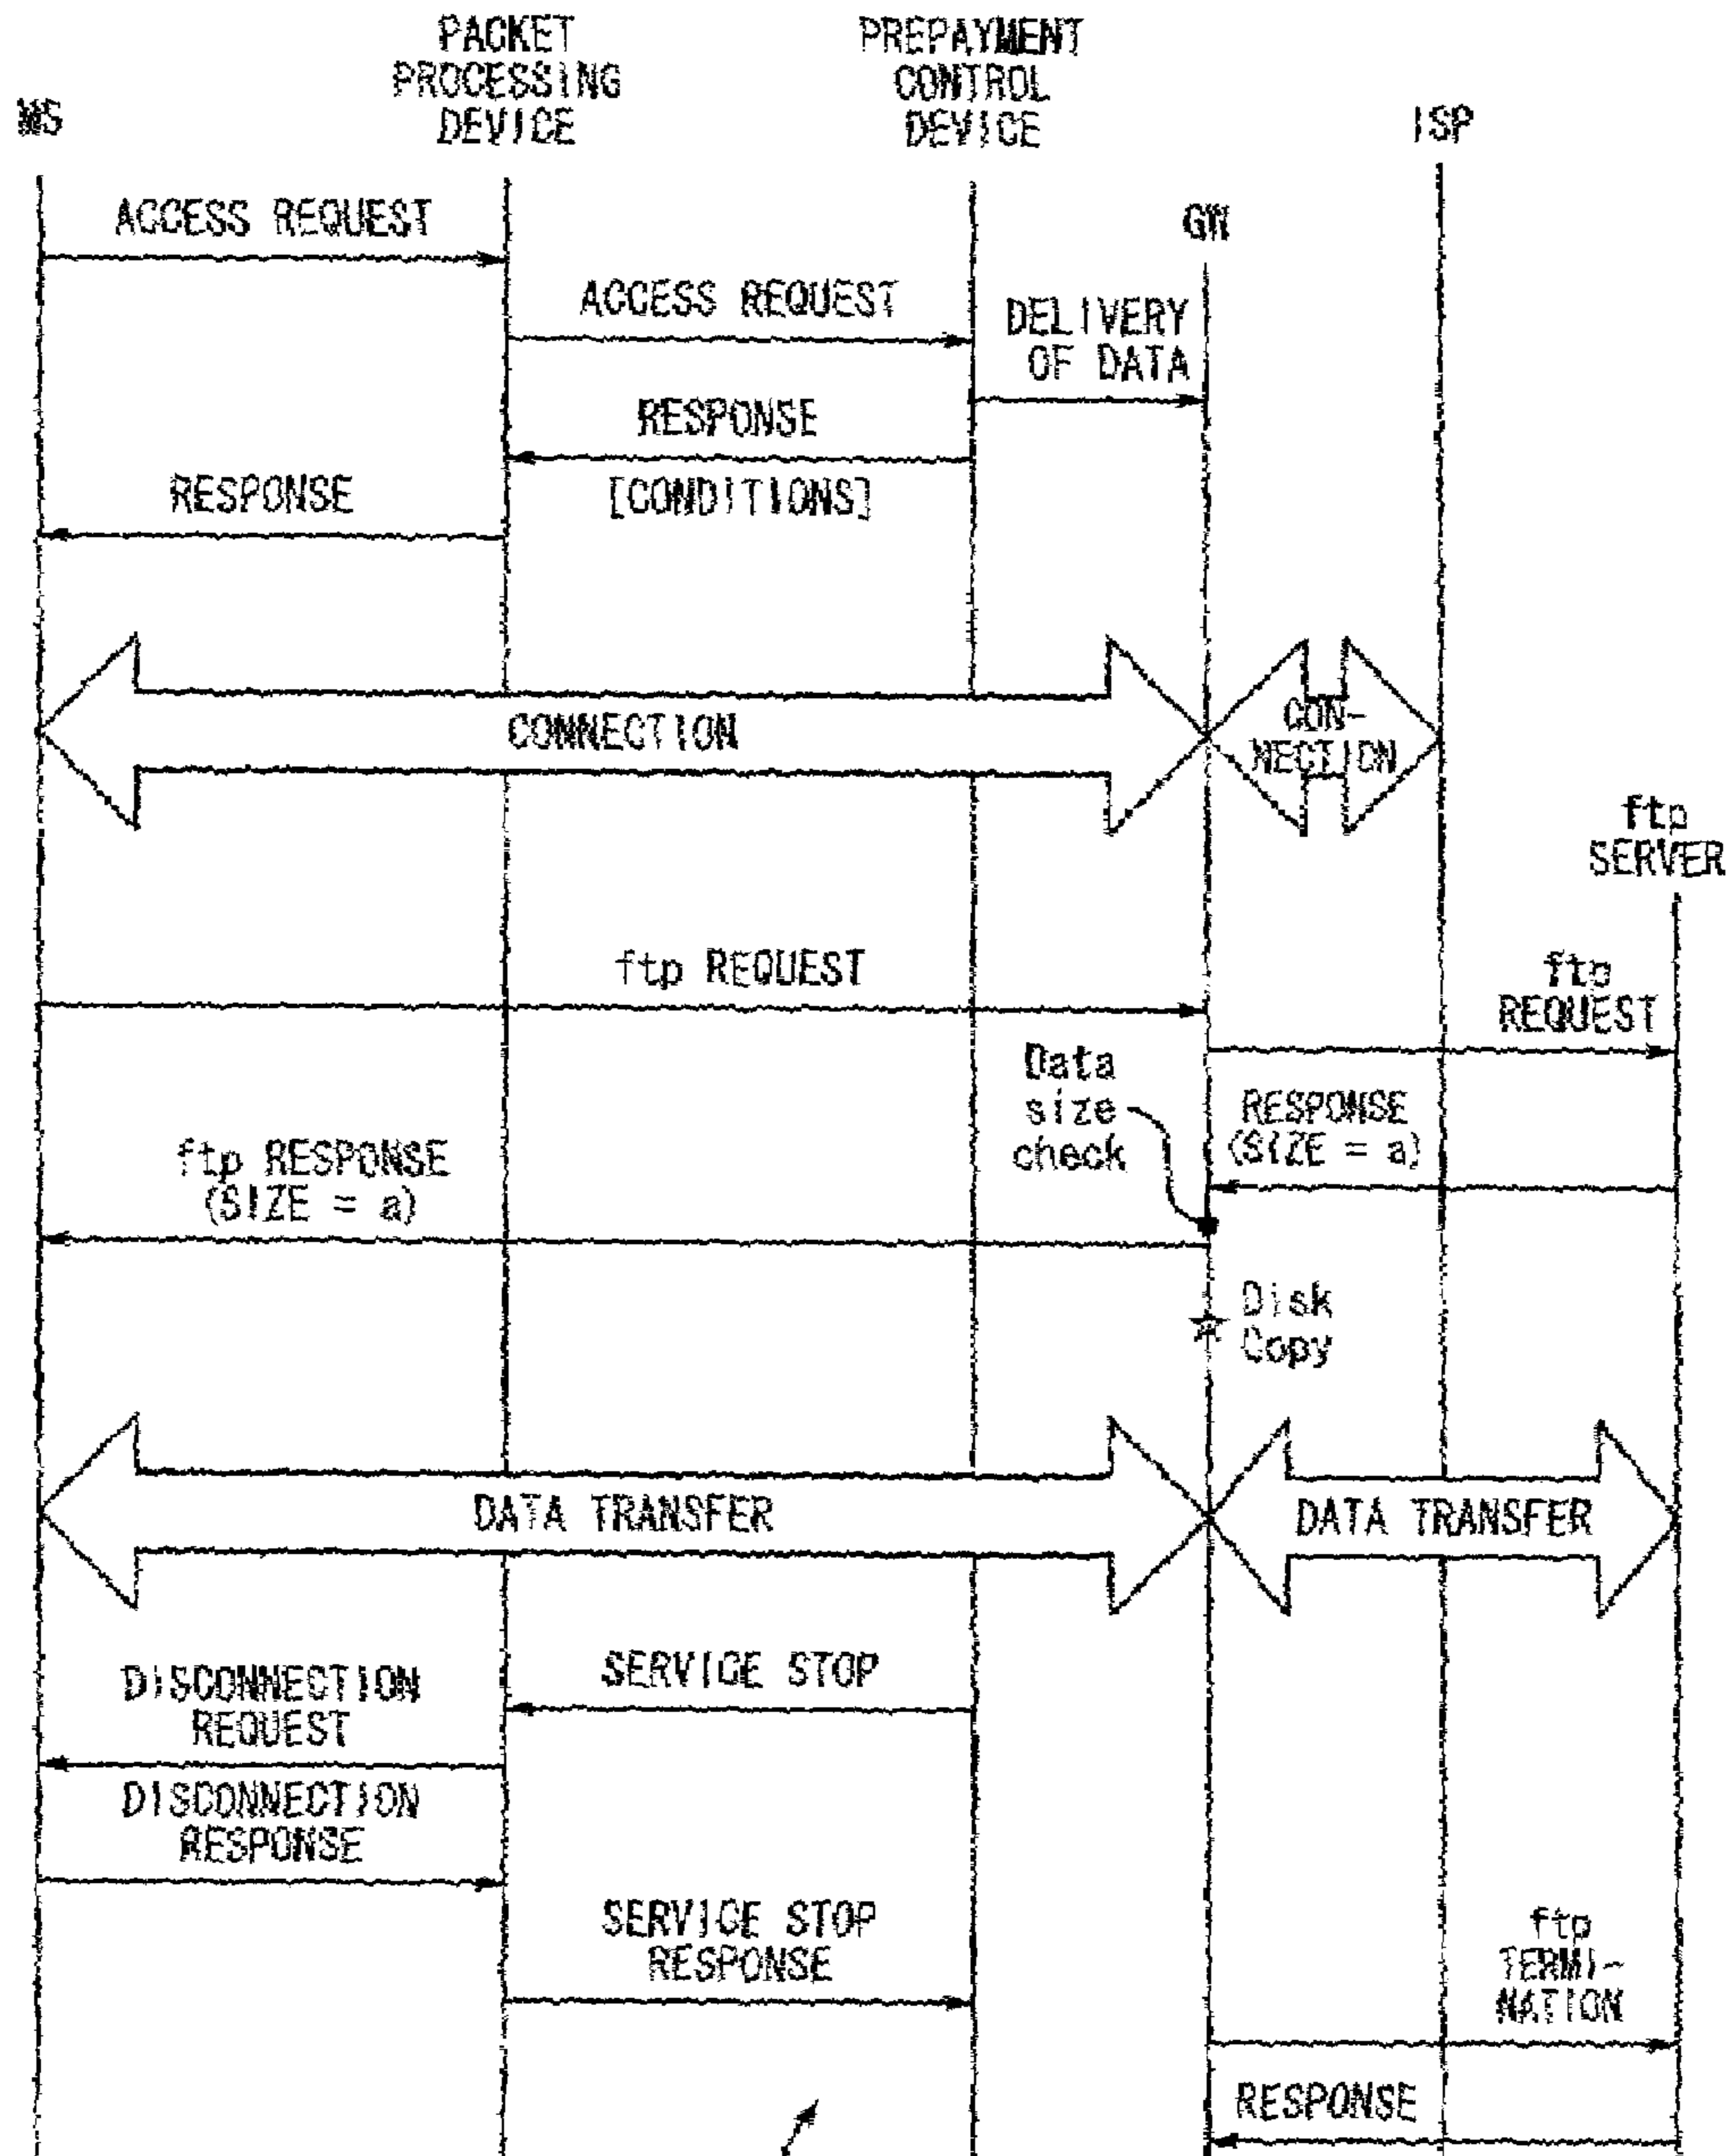 PACKET
PROCESSING
DEVICE
PREPAYMENT
CONTROL
DEVICE
MS
ISP
ACCESS REQUEST
GW
ACCESS REQUEST
DELIVERY
OF DATA
RESPONSE
[CONDITIONS]
RESPONSE
CONNECTION
CON-
NECTION
ftp
SERVER
ftp REQUEST
ftp
REQUEST
Data
size
check
RESPONSE
(SIZE = a)
ftp RESPONSE
(SIZE = a)
Disk
Copy
DATA TRANSFER
DATA TRANSFER
SERVICE STOP
DISCONNECTION
REQUEST
DISCONNECTION
RESPONSE
SERVICE STOP
RESPONSE
ftp
TERMI-
NATION
RESPONSE